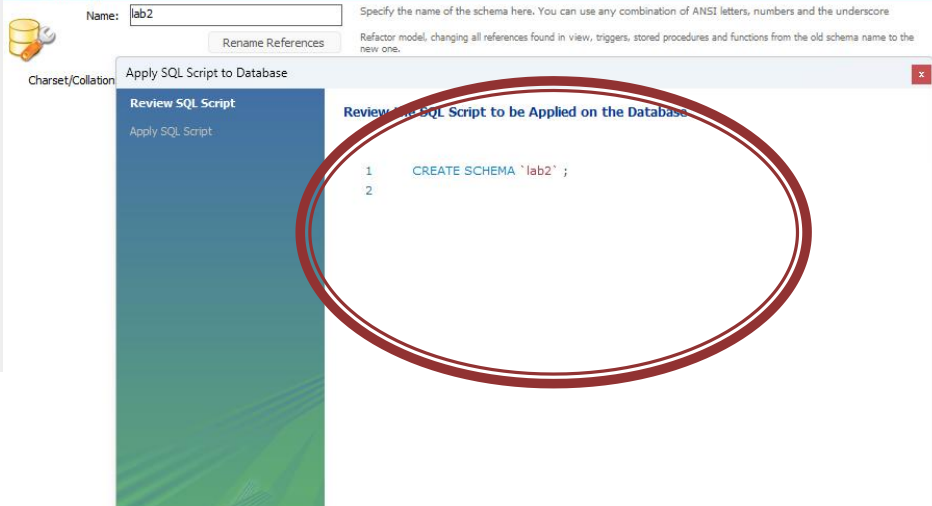 Name: lab2
Specify the name of the schema here. You can use any combination of ANSI letters, numbers and the underscore
Rename References
Refactor model, changing all references found in view, triggers, stored procedures and functions from the old schema name to the
new one.
Charset/Collation
Apply SQL Script to Database
x
Review SQL Script
Apply SQL Script
Review the SQL Script to be Applied on the Database
1 CREATE SCHEMA `lab2` ;
2